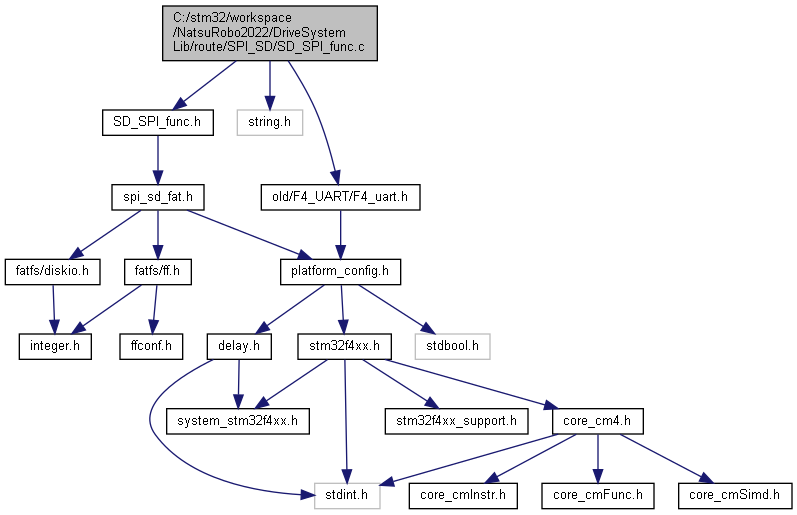 C:/stm32/workspace
/NatsuRobo2022/DriveSystem
Lib/route/SPI_SD/SD_SPI_func.c
SD_SPI_func.h
string.h
spi_sd_fat.h
old/F4_UART/F4_uart.h
fatfs/diskio.h
fatfs/ff.h
platform_config.h
integer.h
ffconf.h
delay.h
stm32f4xx.h
stdbool.h
system_stm32f4xx.h
stm32f4xx_support.h
core_cm4.h
stdint.h
core_cmInstr.h
core_cmFunc.h
core_cmSimd.h